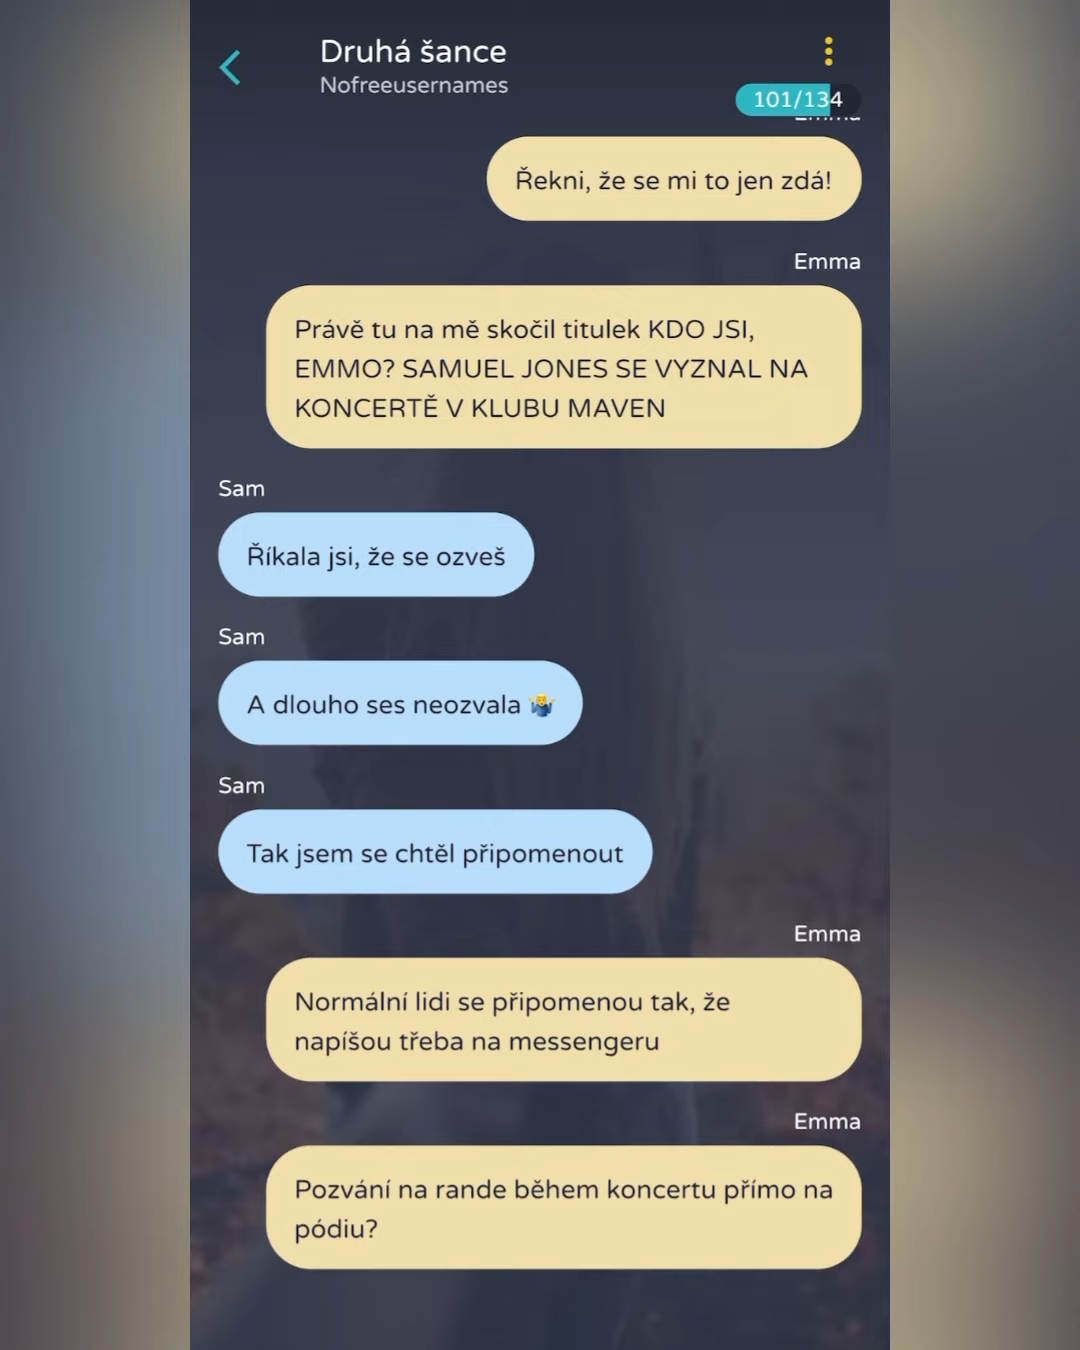 Druhá šance
Nofreeusernames
101/134
Emma
Řekni, že se mi to jen zdá!
Emma
Právě tu na mě skočil titulek KDO JSI,
EMMO? SAMUEL JONES SE VYZNAL NA
KONCERTĚ V KLUBU MAVEN
Sam
Říkala jsi, že se ozveš
Sam
A dlouho ses neozvala 🤷‍♂️
Sam
Tak jsem se chtěl připomenout
Emma
Normální lidi se připomenou tak, že
napíšou třeba na messengeru
Emma
Pozvání na rande během koncertu přímo na
pódiu?